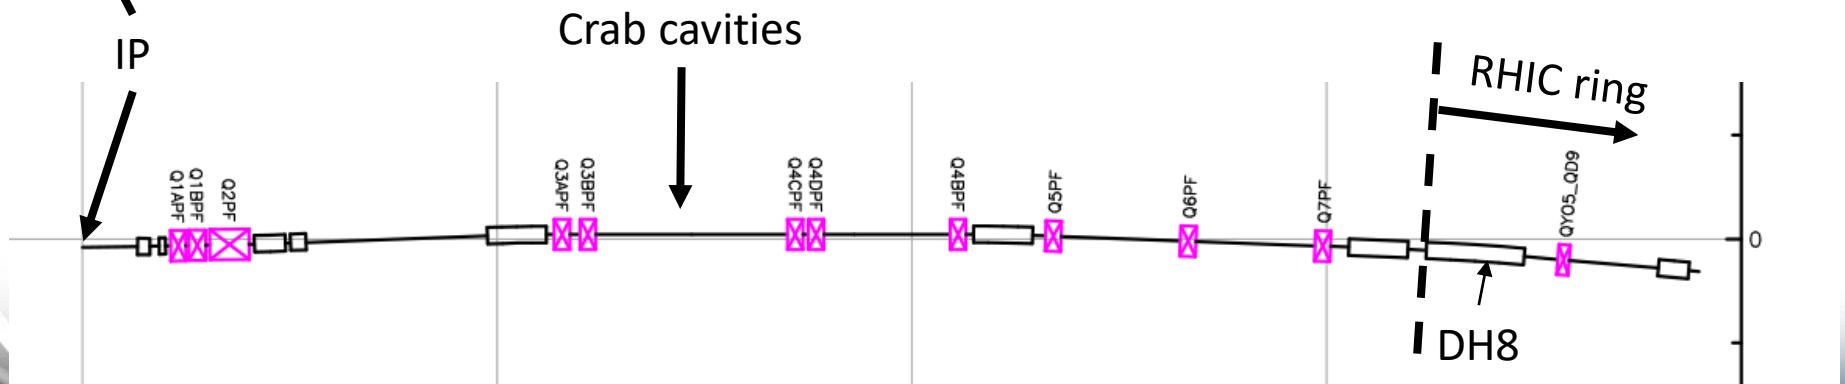 Crab cavities
IP
RHIC ring
Q1APF
Q1BPF
Q2PF
Q3APF
Q3BPF
Q4CPF
Q4DPF
Q4BPF
Q5PF
Q6PF
Q7PF
QYO5_QD9
0
DH8